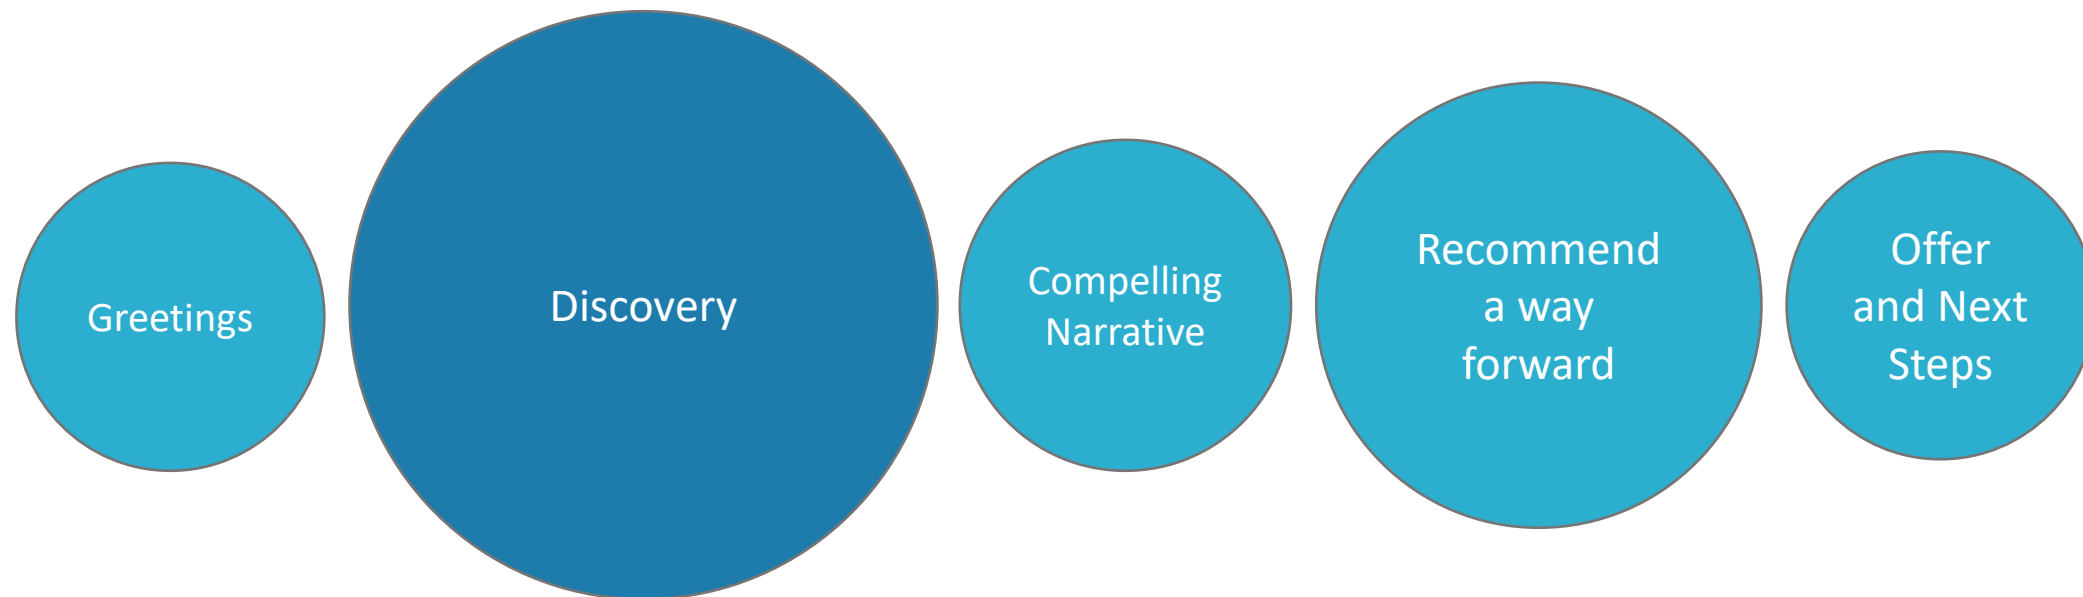 Greetings
Discovery
Compelling
Narrative
Recommend
a way
forward
Offer
and Next
Steps